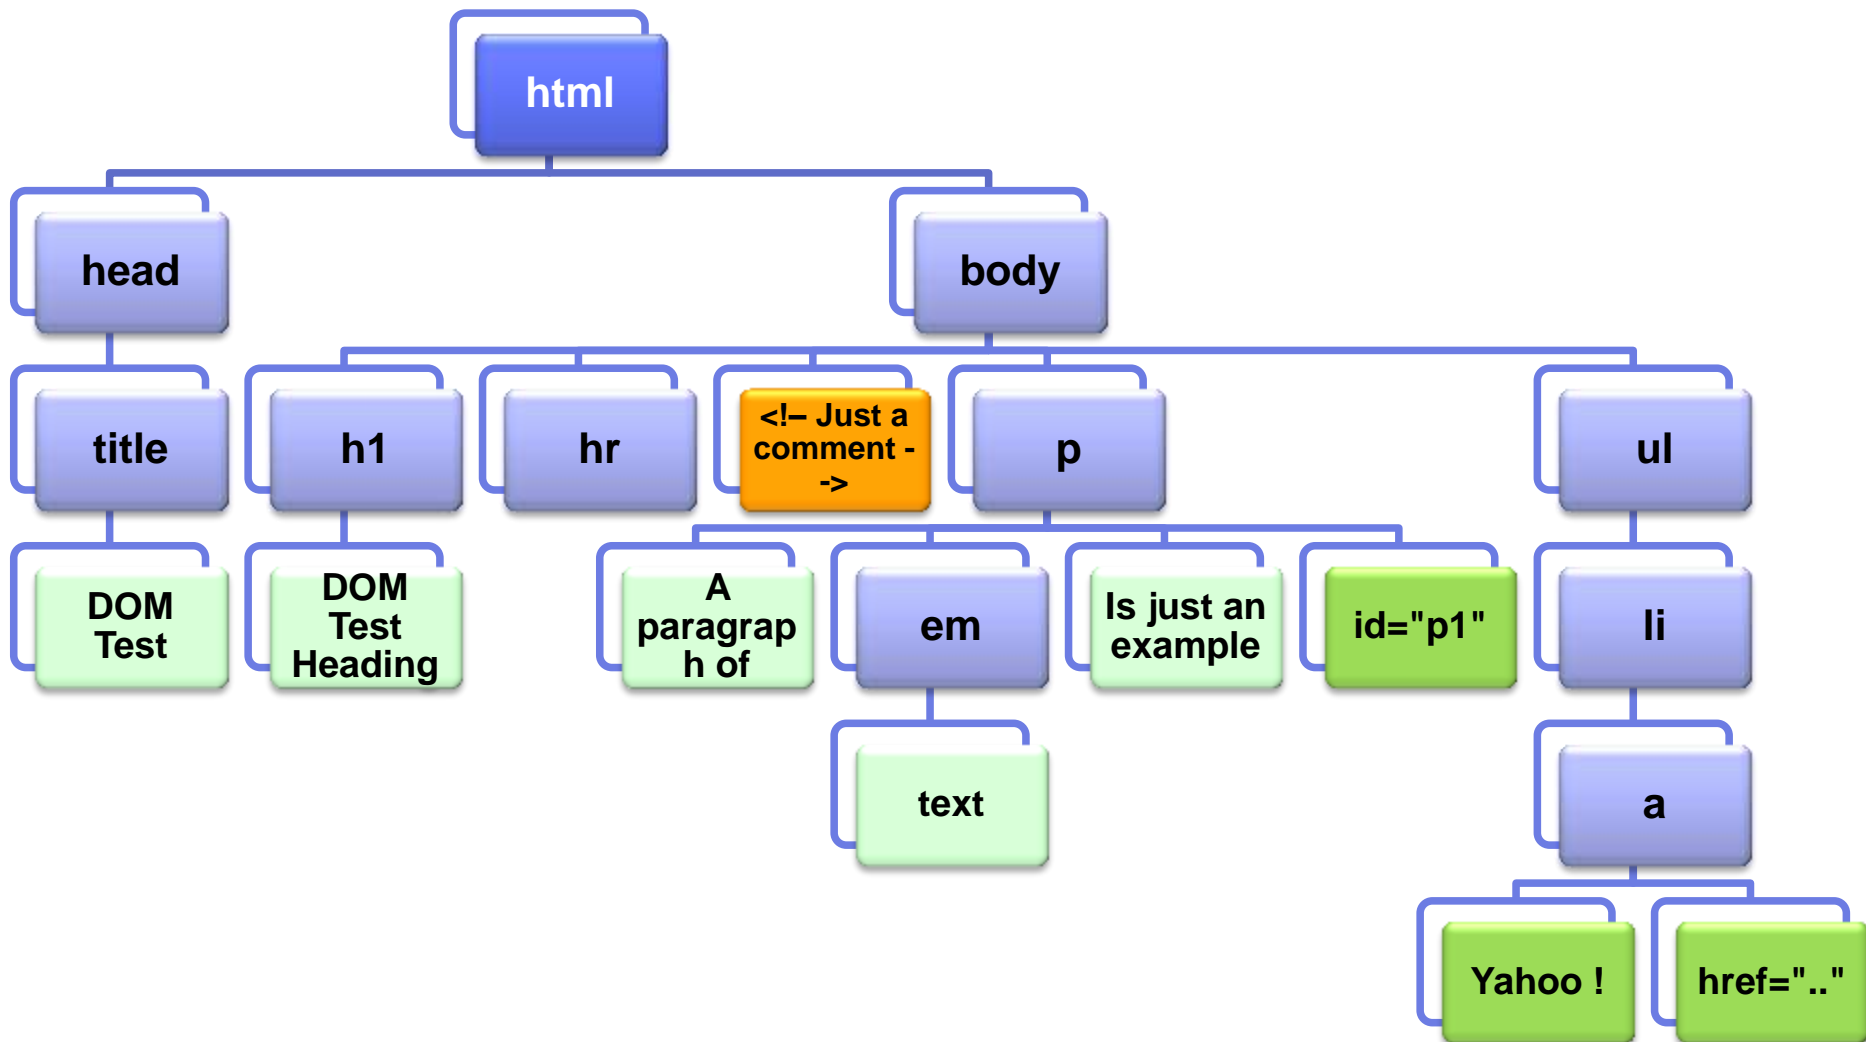 html
head
body
title
h1
hr
<!– Just a
comment -
->
p
ul
DOM
Test
DOM
Test
Heading
A
paragrap
h of
em
Is just an
example
id="p1"
li
text
a
Yahoo !
href=".."